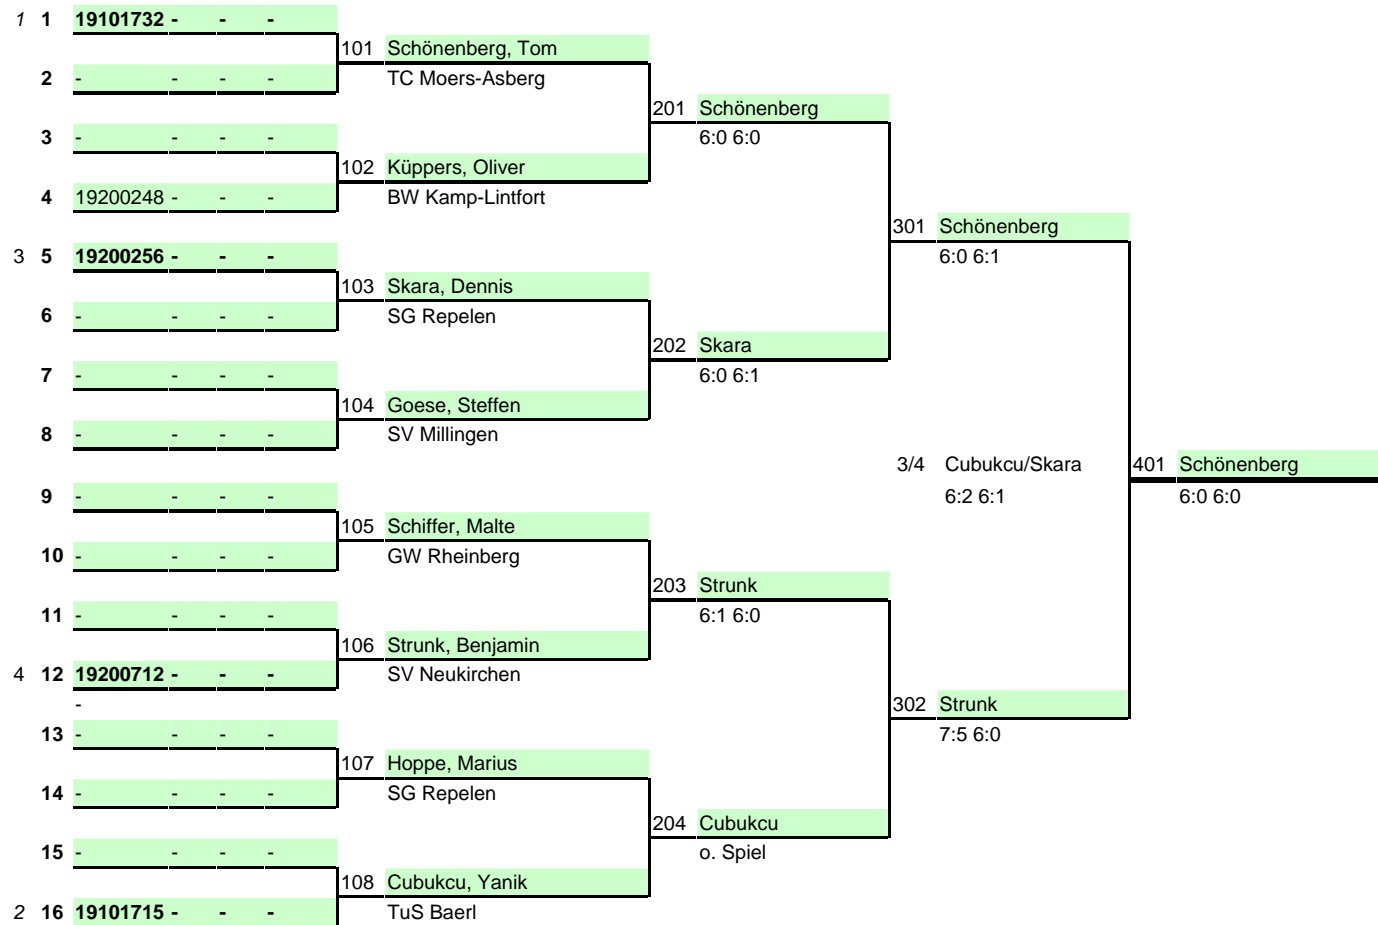 1 1 19101732 - - -
101 Schönenberg, Tom
2 - - - - TC Moers-Asberg
201 Schönenberg
3 - - - - 6:0 6:0
102 Küppers, Oliver
4 19200248 - - - BW Kamp-Lintfort
301 Schönenberg
3 5 19200256 - - - 6:0 6:1
103 Skara, Dennis
6 - - - - SG Repelen
202 Skara
7 - - - - 6:0 6:1
104 Goese, Steffen
8 - - - - SV Millingen
3/4 Cubukcu/Skara 401 Schönenberg
9 - - - - 6:2 6:1 6:0 6:0
105 Schiffer, Malte
10 - - - - GW Rheinberg
203 Strunk
11 - - - - 6:1 6:0
106 Strunk, Benjamin
4 12 19200712 - - - SV Neukirchen
- 302 Strunk
13 - - - - 7:5 6:0
107 Hoppe, Marius
14 - - - - SG Repelen
204 Cubukcu
15 - - - - o. Spiel
108 Cubukcu, Yanik
2 16 19101715 - - - TuS Baerl